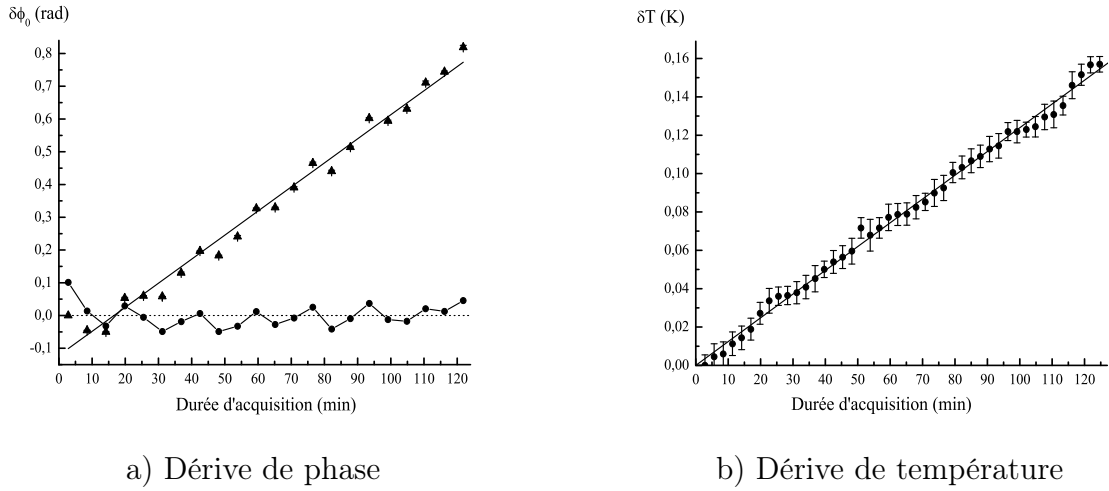 δϕ₀ (rad)
0,8
0,7
0,6
0,5
0,4
0,3
0,2
0,1
0,0
-0,1
0 10 20 30 40 50 60 70 80 90 100 110 120
Durée d'acquisition (min)
a) Dérive de phase
δT (K)
0,16
0,14
0,12
0,10
0,08
0,06
0,04
0,02
0,00
0 10 20 30 40 50 60 70 80 90 100 110 120
Durée d'acquisition (min)
b) Dérive de température